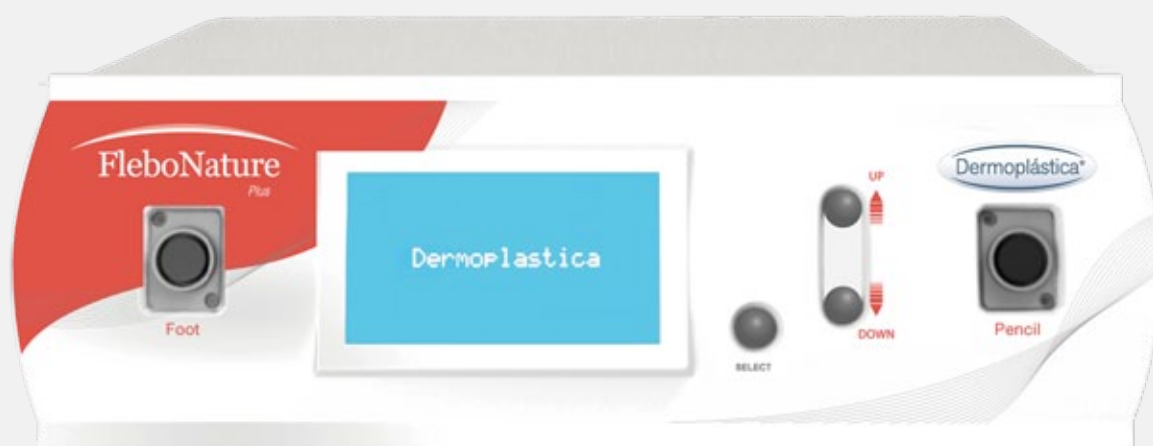 FleboNature
Plus
Foot
Dermoplastica
SELECT
UP
DOWN
Dermoplástica®
Pencil